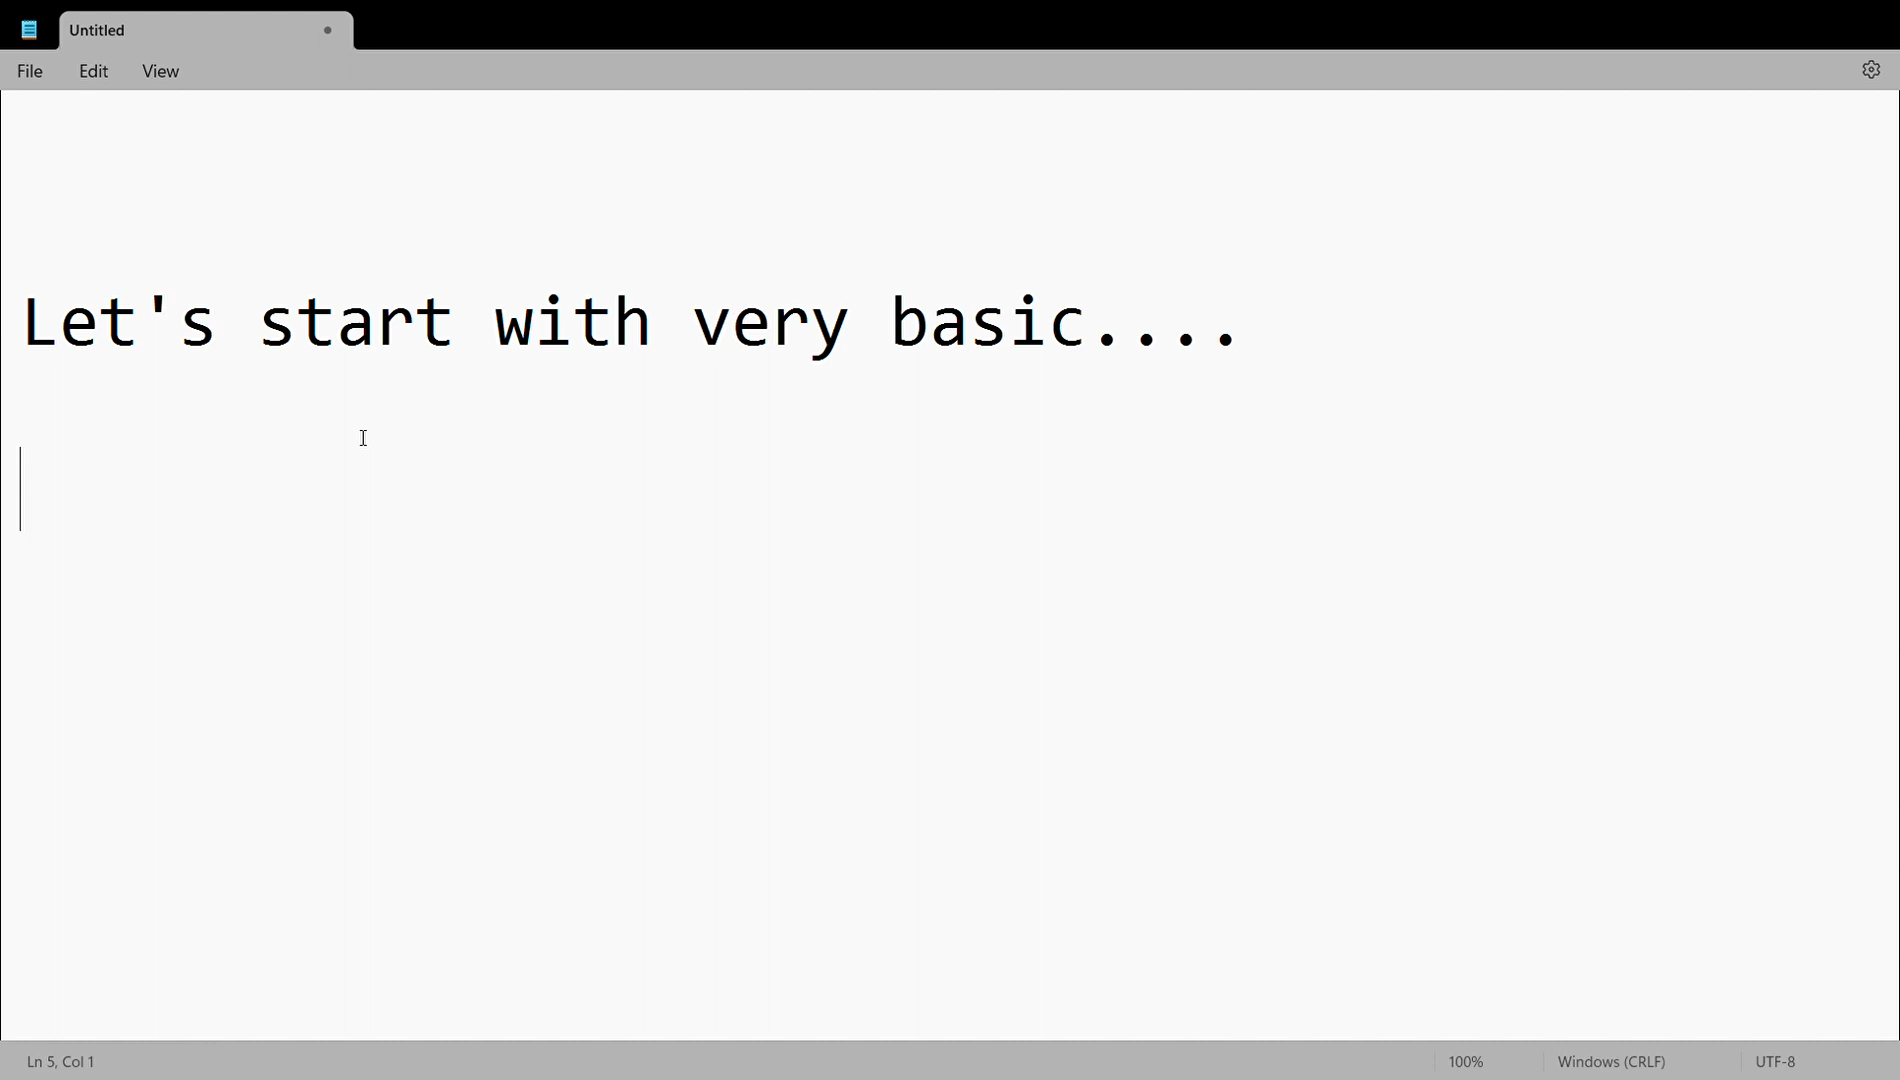 Untitled
File Edit View
Let's start with very basic....
Ln 5, Col 1 100% Windows (CRLF) UTF-8